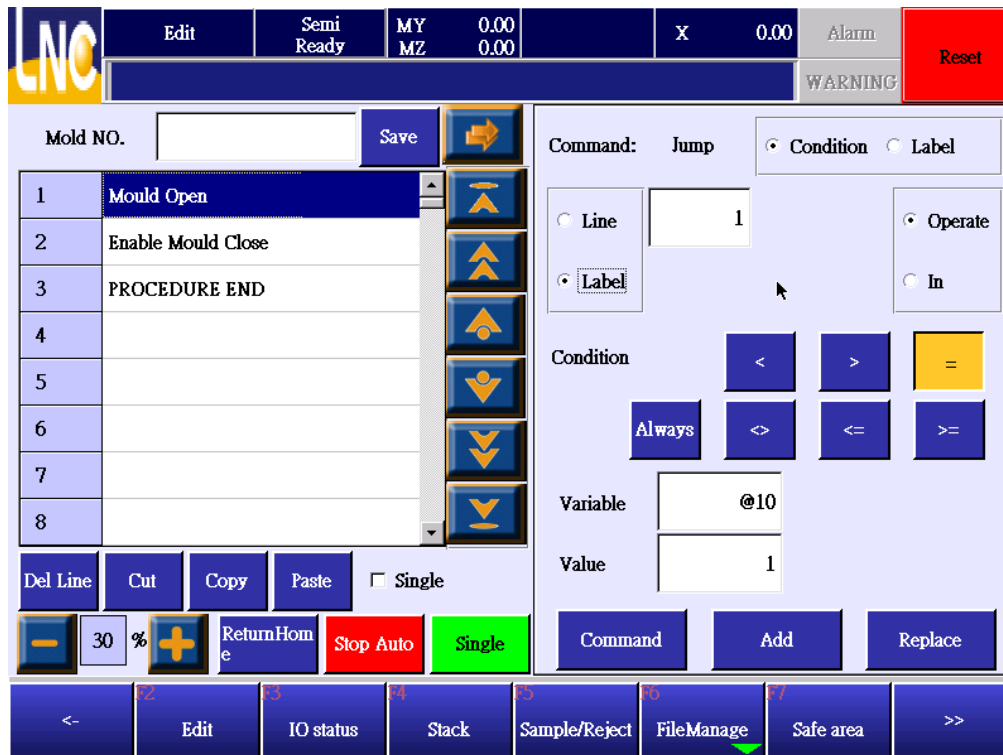 LNC
Edit
Semi
Ready
MY 0.00
MZ 0.00
X 0.00
Alarm
WARNING
Reset
Mold NO.
Save
1 Mould Open
2 Enable Mould Close
3 PROCEDURE END
4
5
6
7
8
Del Line
Cut
Copy
Paste
Single
30 %
ReturnHom
e
Stop Auto
Single
Command: Jump
Condition
Label
Line
1
Label
Operate
In
Condition
<
>
=
Always
<>
<=
>=
Variable @10
Value 1
Command
Add
Replace
<-
F2
Edit
F3
IO status
F4
Stack
F5
Sample/Reject
F6
FileManage
F7
Safe area
>>